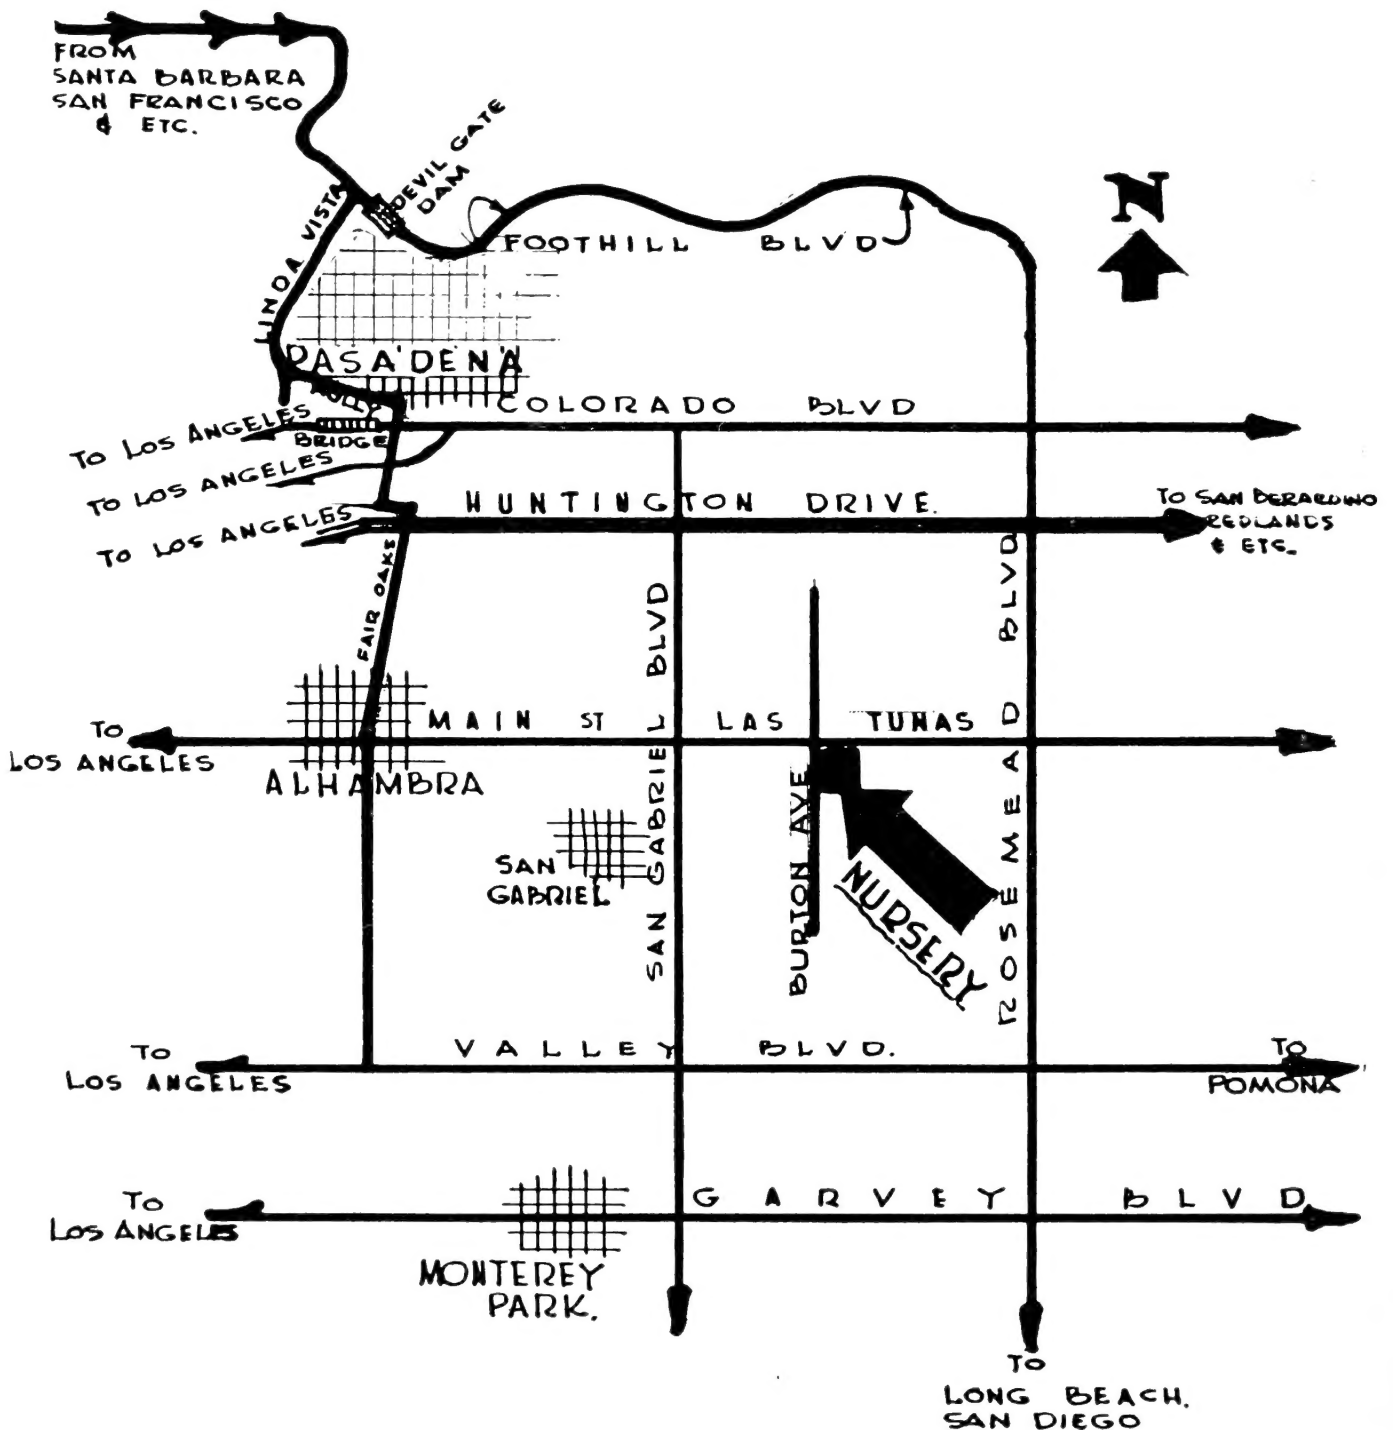 FROM
SANTA BARBARA
SAN FRANCISCO
& ETC.
DEVIL GATE
DAM
N
LINDA VISTA
FOOTHILL BLVD
PASADENA
HOLLY
COLORADO BLVD
TO LOS ANGELES
BRIDGE
TO LOS ANGELES
HUNTINGTON DRIVE.
TO SAN BERARDINO
REDLANDS
& ETC.
TO LOS ANGELES
FAIR OAKS
SAN GABRIEL BLVD
ROSEMEAD BLVD
MAIN ST LAS TUNAS
TO
LOS ANGELES
ALHAMBRA
BURTON AVE
SAN
GABRIEL
NURSERY
VALLEY BLVD.
TO
LOS ANGELES
TO
POMONA
GARVEY BLVD
TO
LOS ANGELES
MONTEREY
PARK.
TO
LONG BEACH.
SAN DIEGO